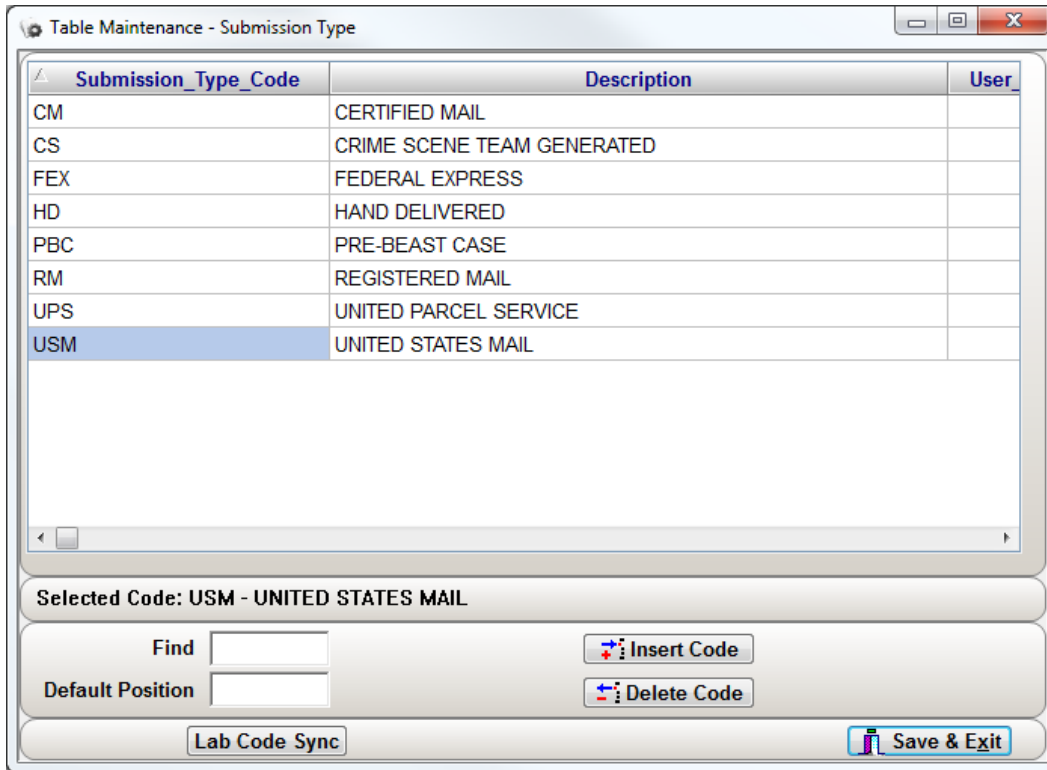 Table Maintenance - Submission Type
Submission_Type_Code Description User_
CM CERTIFIED MAIL
CS CRIME SCENE TEAM GENERATED
FEX FEDERAL EXPRESS
HD HAND DELIVERED
PBC PRE-BEAST CASE
RM REGISTERED MAIL
UPS UNITED PARCEL SERVICE
USM UNITED STATES MAIL
Selected Code: USM - UNITED STATES MAIL
Find Insert Code
Default Position Delete Code
Lab Code Sync Save & Exit